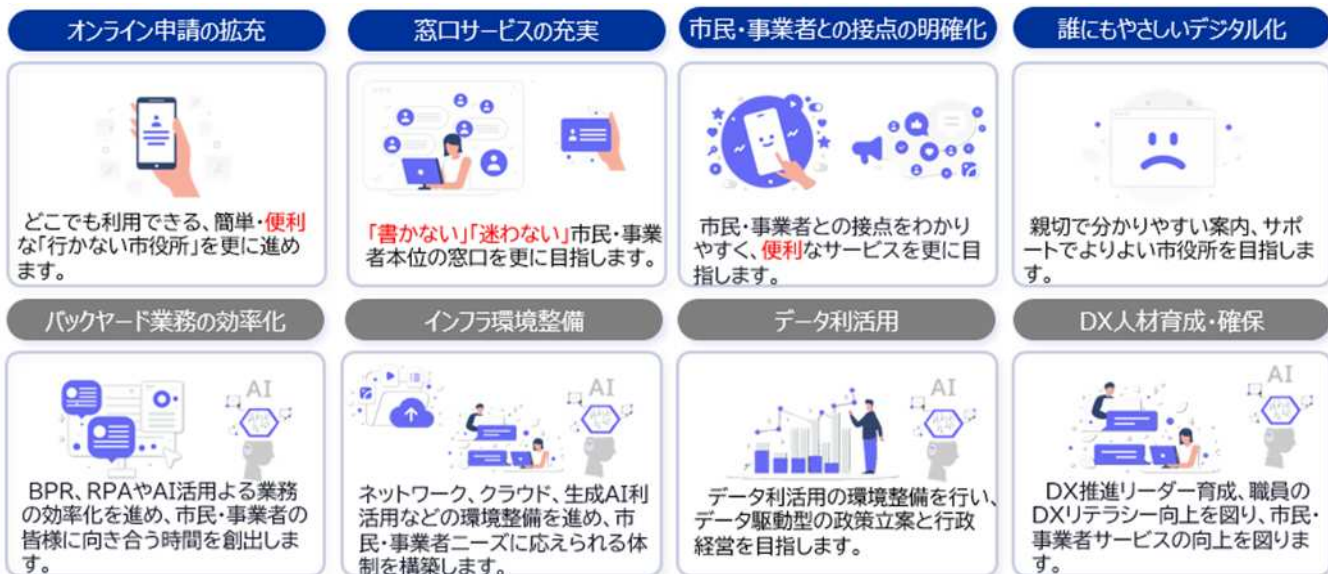 オンライン申請の拡充
窓口サービスの充実
市民・事業者との接点の明確化
誰にもやさしいデジタル化
どこでも利用できる、簡単・便利
な「行かない市役所」を更に進め
ます。
「書かない」「迷わない」市民・事業
者本位の窓口を更に目指します。
市民・事業者との接点をわかり
やすく、便利なサービスを更に目
指します。
親切で分かりやすい案内、サポ
ートでよりよい市役所を目指しま
す。
バックヤード業務の効率化
インフラ環境整備
データ利活用
DX人材育成・確保
AI
BPR、RPAやAI活用よる業務
の効率化を進め、市民・事業者の
皆様に向き合う時間を創出しま
す。
AI
ネットワーク、クラウド、生成AI利
活用などの環境整備を進め、市
民・事業者ニーズに応えられる体
制を構築します。
AI
データ利活用の環境整備を行い、
データ駆動型の政策立案と行政
経営を目指します。
AI
DX推進リーダー育成、職員の
DXリテラシー向上を図り、市民・
事業者サービスの向上を図りま
す。